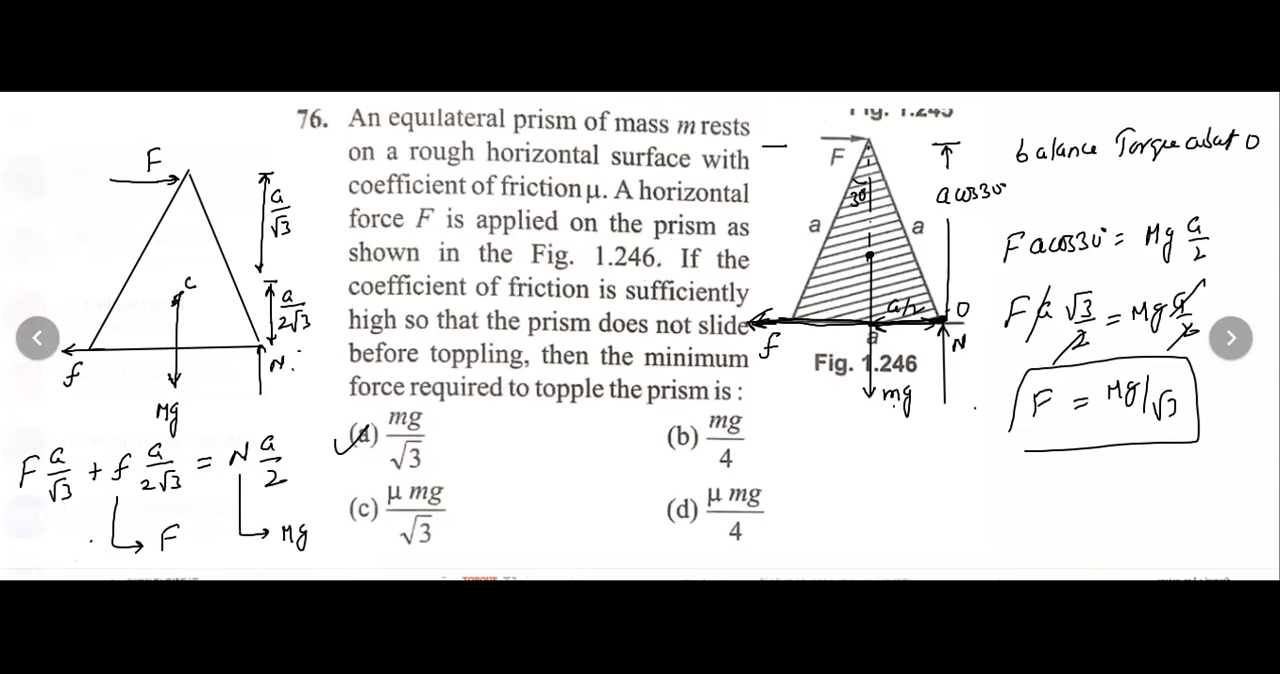 Fig. 1.245
76. An equilateral prism of mass m rests
on a rough horizontal surface with
coefficient of friction μ. A horizontal
force F is applied on the prism as
shown in the Fig. 1.246. If the
coefficient of friction is sufficiently
high so that the prism does not slide
before toppling, then the minimum
force required to topple the prism is :
(a) mg/√3
(b) mg/4
(c) μ mg/√3
(d) μ mg/4
F
a/√3
C
a/2√3
f
N
Mg
F a/√3 + f a/2√3 = N a/2
F
Mg
F
30°
a cos30°
a
a
a/2
O
f
a
N
Fig. 1.246
mg
balance Torque about O
F a cos30° = Mg a/2
F a √3/2 = Mg a/2
F = Mg/√3
TORQUE